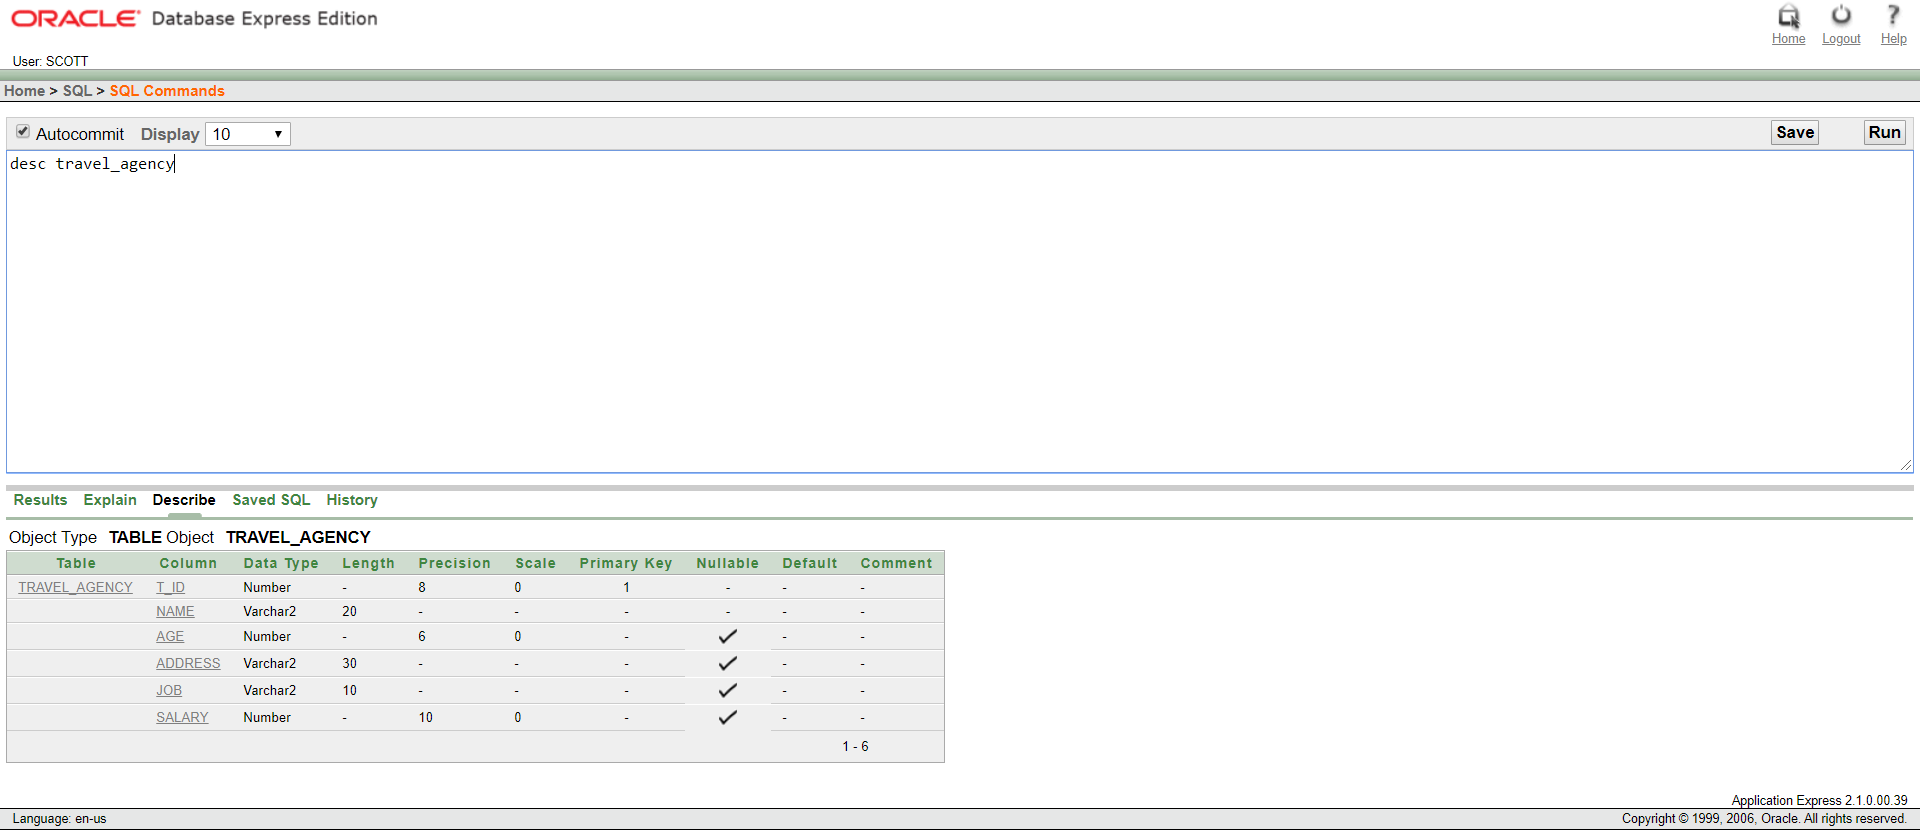 ORACLE Database Express Edition
Home Logout Help
User: SCOTT
Home > SQL > SQL Commands
Autocommit Display 10 Save Run
desc travel_agency
Results Explain Describe Saved SQL History
Object Type TABLE Object TRAVEL_AGENCY
Table Column Data Type Length Precision Scale Primary Key Nullable Default Comment
TRAVEL_AGENCY T_ID Number - 8 0 1 - - -
NAME Varchar2 20 - - - - - -
AGE Number - 6 0 - - -
ADDRESS Varchar2 30 - - - - -
JOB Varchar2 10 - - - - -
SALARY Number - 10 0 - - -
1 - 6
Application Express 2.1.0.00.39
Language: en-us Copyright © 1999, 2006, Oracle. All rights reserved.